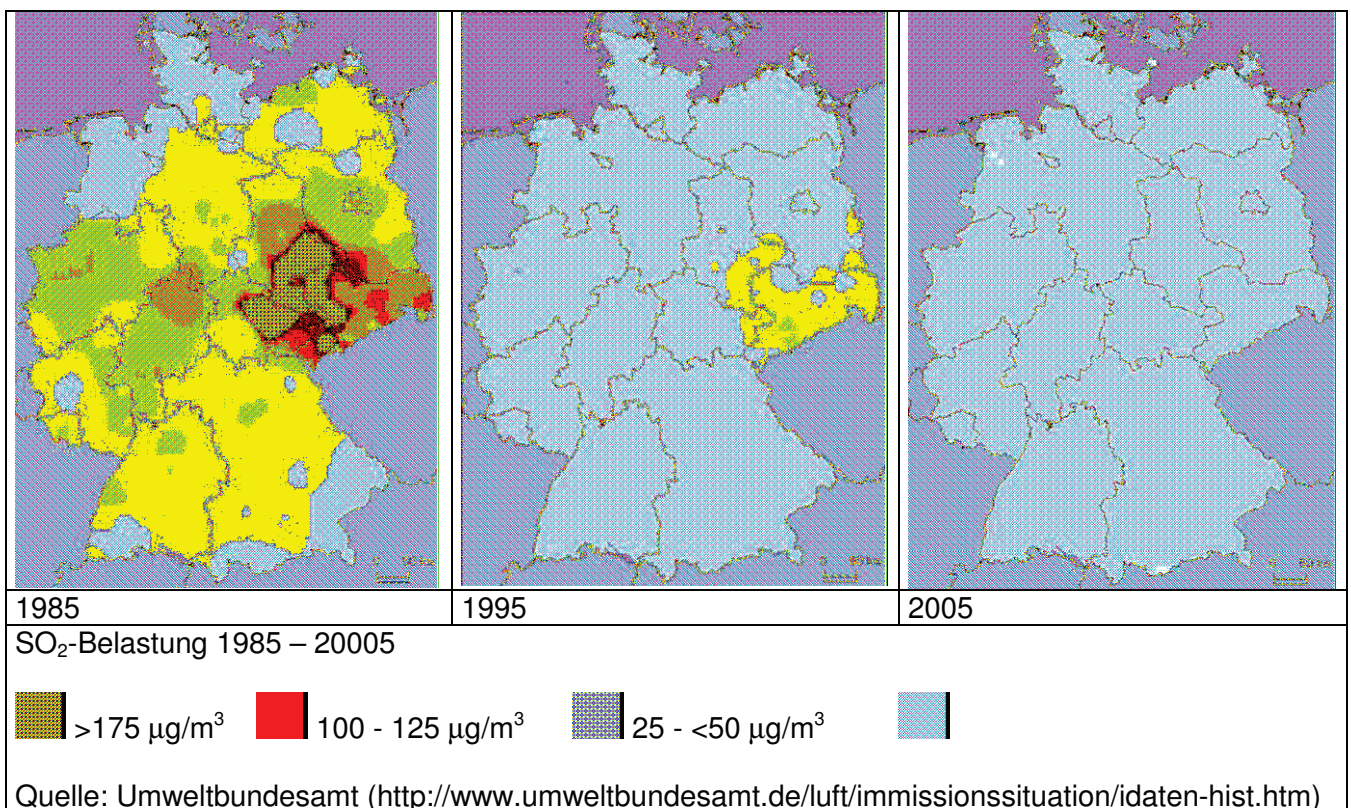 1985
1995
2005
SO₂-Belastung 1985 – 20005
>175 µg/m³
100 - 125 µg/m³
25 - <50 µg/m³
Quelle: Umweltbundesamt (http://www.umweltbundesamt.de/luft/immissionssituation/idaten-hist.htm)